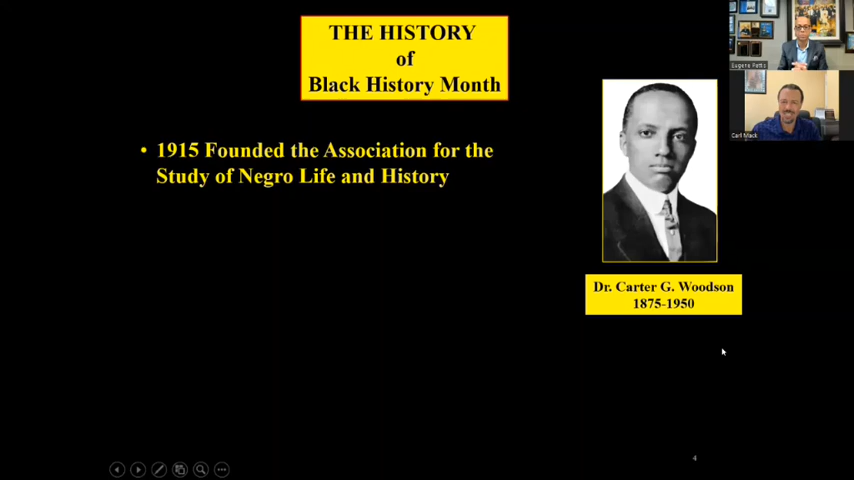 THE HISTORY
of
Black History Month
• 1915 Founded the Association for the
Study of Negro Life and History
Dr. Carter G. Woodson
1875-1950
Eugene Pettis
Carl Mack
4